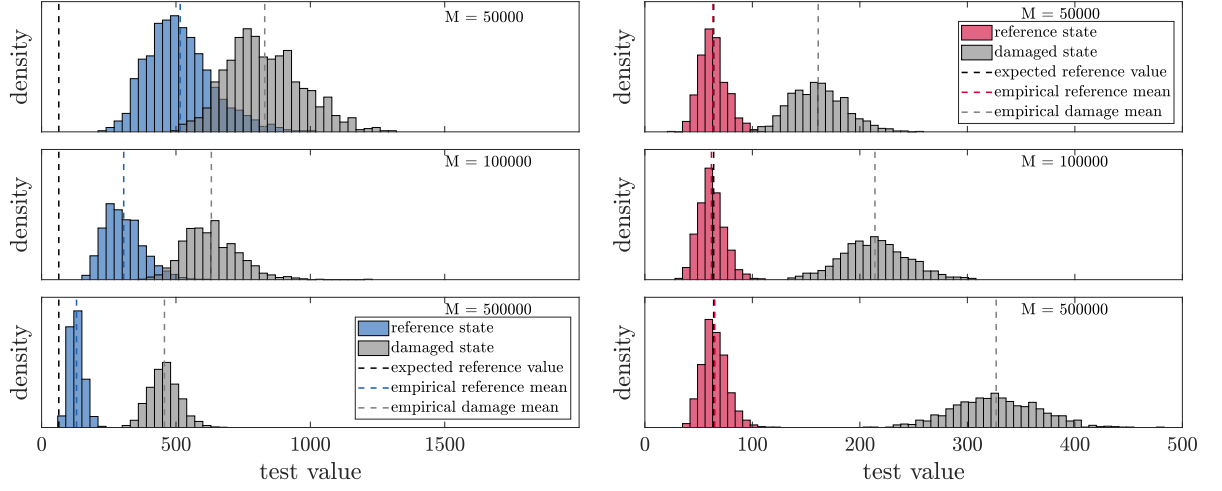 M = 50000
density
M = 100000
density
M = 500000
density
reference state
damaged state
expected reference value
empirical reference mean
empirical damage mean
0 500 1000 1500
test value
M = 50000
density
reference state
damaged state
expected reference value
empirical reference mean
empirical damage mean
M = 100000
density
M = 500000
density
0 100 200 300 400 500
test value